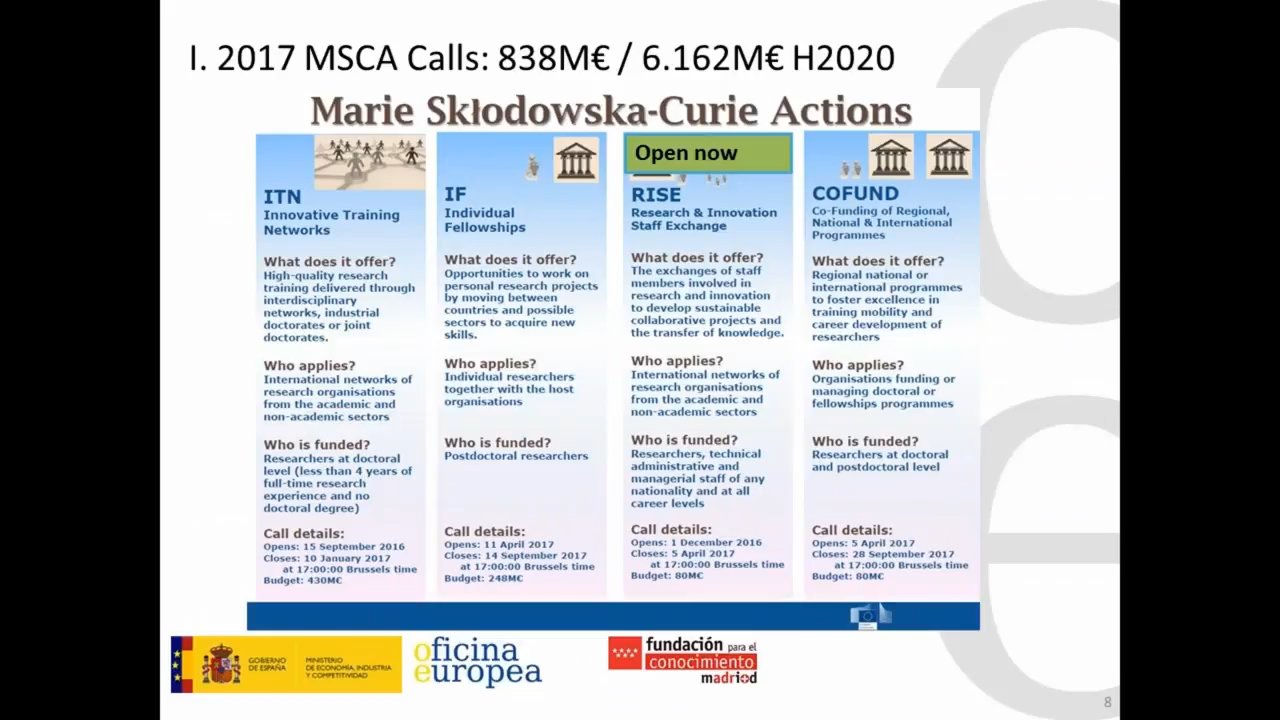 I. 2017 MSCA Calls: 838M€ / 6.162M€ H2020
Marie Skłodowska-Curie Actions
ITN
Innovative Training
Networks
What does it offer?
High-quality research
training delivered through
interdisciplinary
networks, industrial
doctorates or joint
doctorates.
Who applies?
International networks of
research organisations
from the academic and
non-academic sectors
Who is funded?
Researchers at doctoral
level (less than 4 years of
full-time research
experience and no
doctoral degree)
Call details:
Opens: 15 September 2016
Closes: 10 January 2017
at 17:00:00 Brussels time
Budget: 430M€
IF
Individual
Fellowships
What does it offer?
Opportunities to work on
personal research projects
by moving between
countries and possible
sectors to acquire new
skills.
Who applies?
Individual researchers
together with the host
organisations
Who is funded?
Postdoctoral researchers
Call details:
Opens: 11 April 2017
Closes: 14 September 2017
at 17:00:00 Brussels time
Budget: 248M€
Open now
RISE
Research & Innovation
Staff Exchange
What does it offer?
The exchanges of staff
members involved in
research and innovation
to develop sustainable
collaborative projects and
the transfer of knowledge.
Who applies?
International networks of
research organisations
from the academic and
non-academic sectors
Who is funded?
Researchers, technical
administrative and
managerial staff of any
nationality and at all
career levels
Call details:
Opens: 1 December 2016
Closes: 5 April 2017
at 17:00:00 Brussels time
Budget: 80M€
COFUND
Co-Funding of Regional,
National & International
Programmes
What does it offer?
Regional national or
international programmes
to foster excellence in
training mobility and
career development of
researchers
Who applies?
Organisations funding or
managing doctoral or
fellowships programmes
Who is funded?
Researchers at doctoral
and postdoctoral level
Call details:
Opens: 5 April 2017
Closes: 28 September 2017
at 17:00:00 Brussels time
Budget: 80M€
GOBIERNO
DE ESPAÑA
MINISTERIO
DE ECONOMÍA, INDUSTRIA
Y COMPETITIVIDAD
oficina
europea
fundación para el
conocimiento
madri+d
8